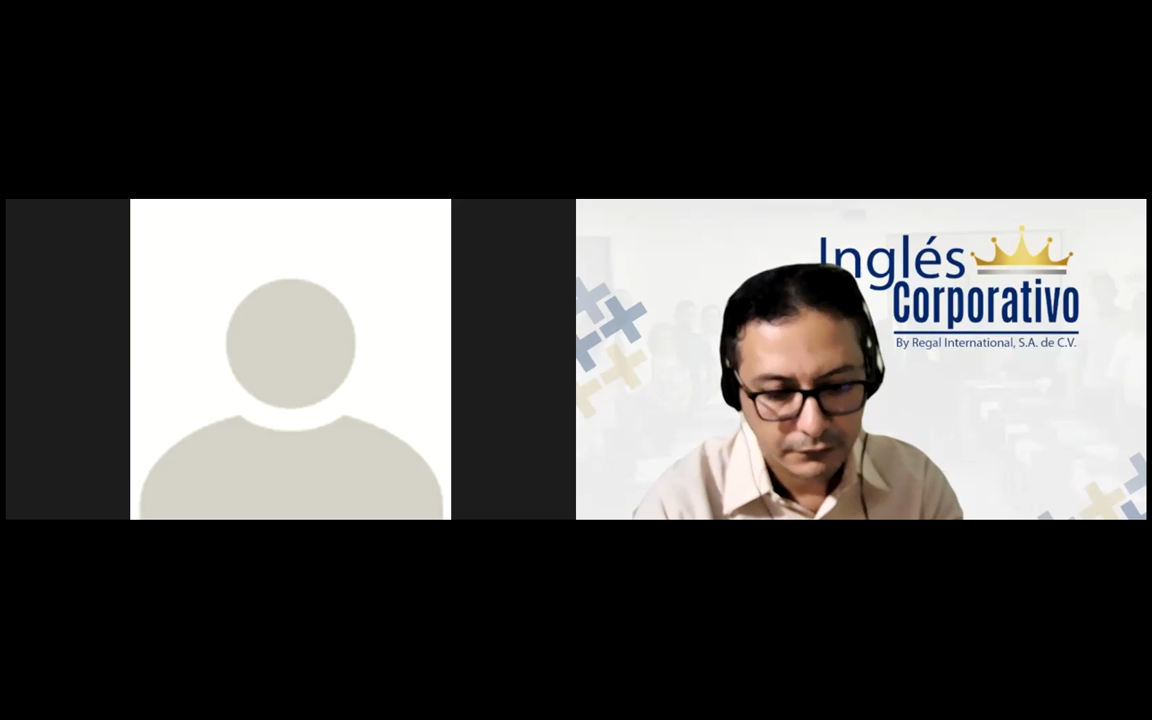 Inglés
Corporativo
By Regal International, S.A. de C.V.